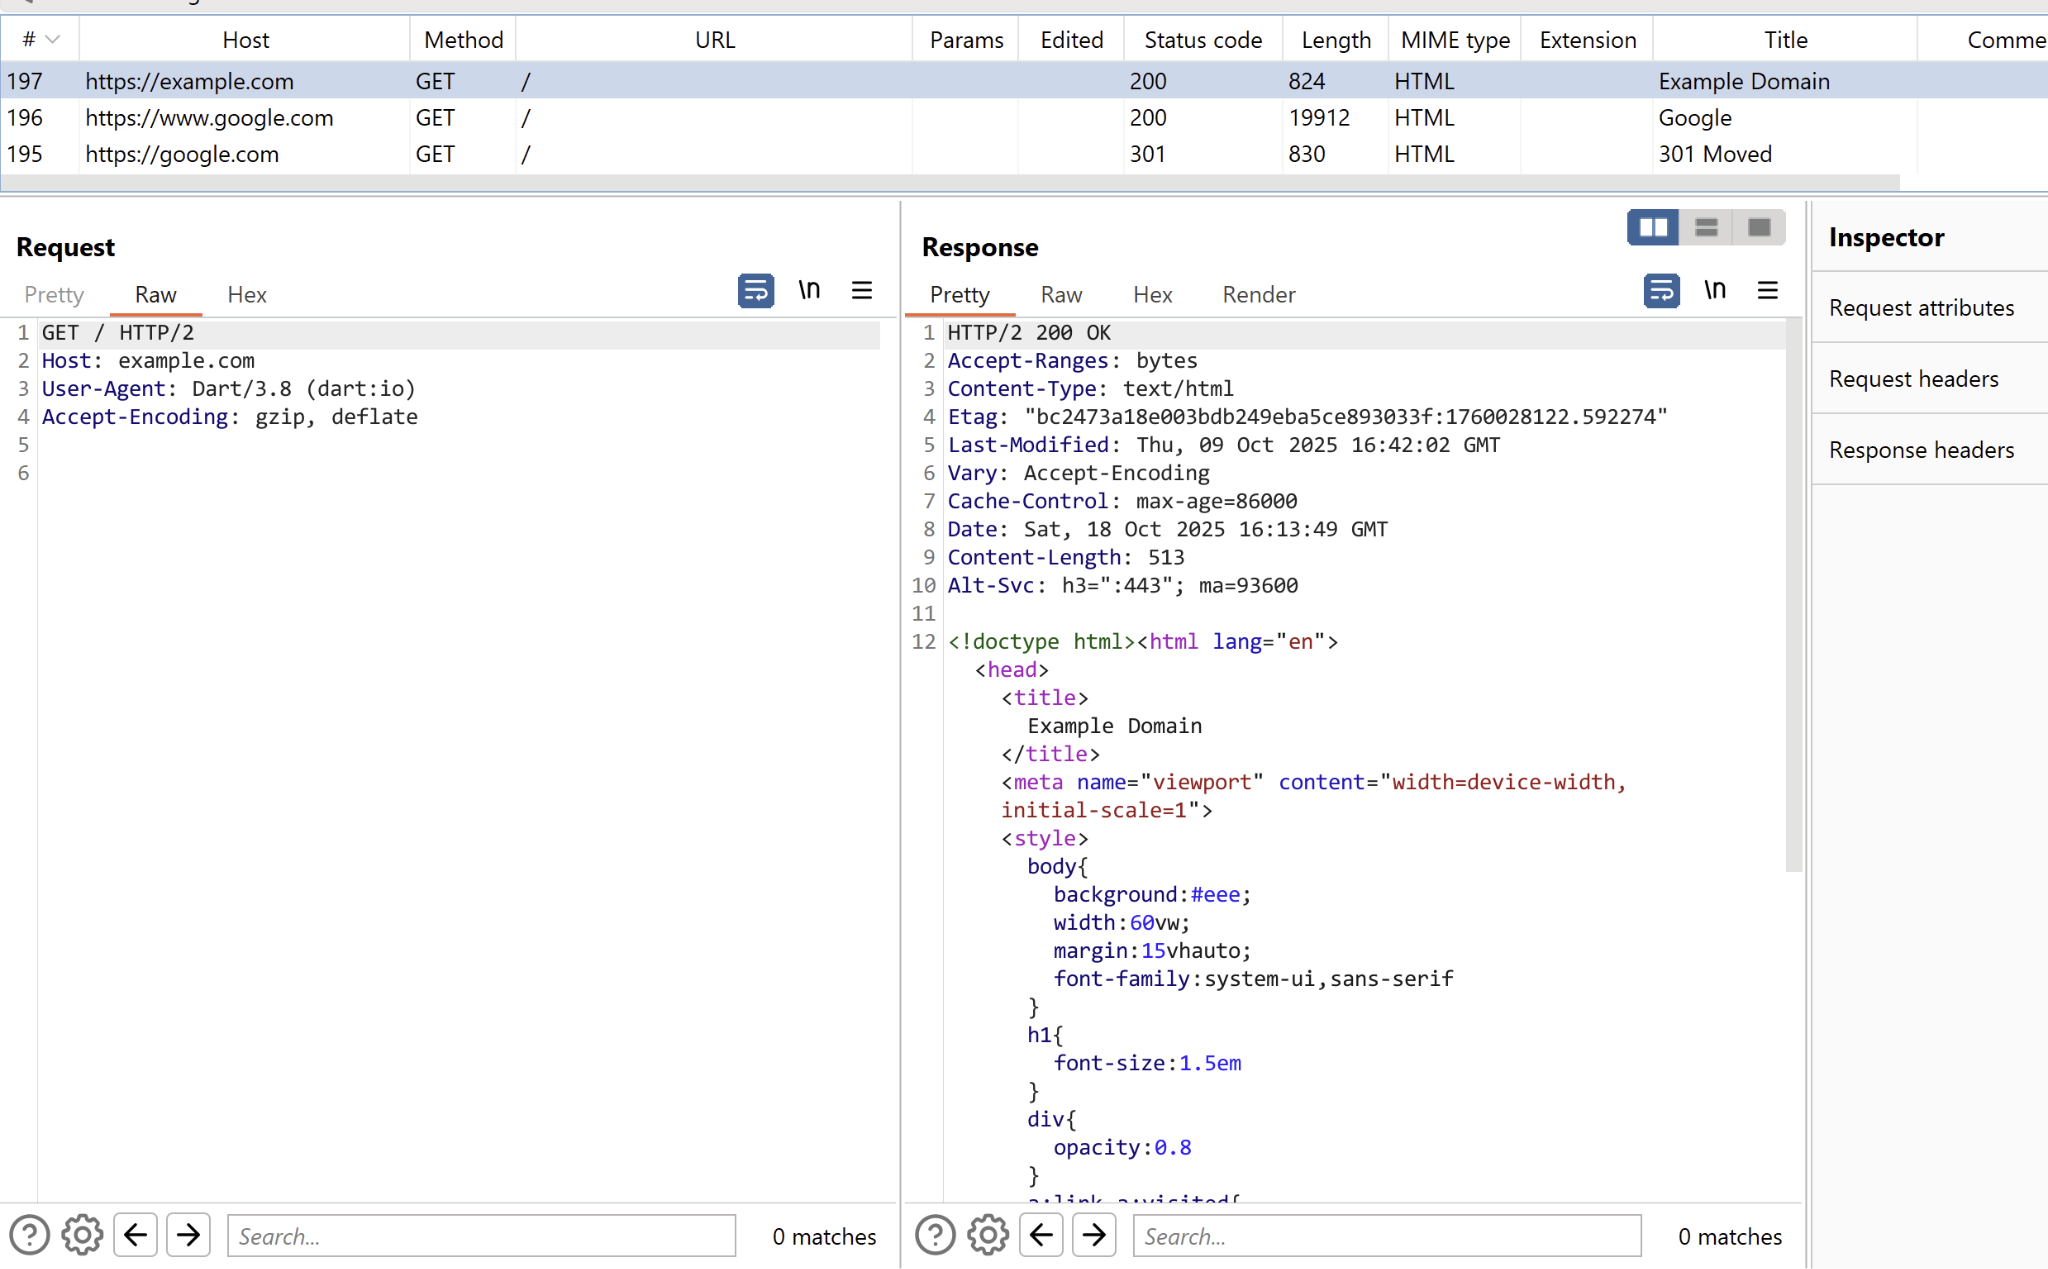 # Host Method URL Params Edited Status code Length MIME type Extension Title Comme
197 https://example.com GET / 200 824 HTML Example Domain
196 https://www.google.com GET / 200 19912 HTML Google
195 https://google.com GET / 301 830 HTML 301 Moved
Request
Pretty Raw Hex \n
1 GET / HTTP/2
2 Host: example.com
3 User-Agent: Dart/3.8 (dart:io)
4 Accept-Encoding: gzip, deflate
5
6
? Search... 0 matches
Response
Pretty Raw Hex Render \n
1 HTTP/2 200 OK
2 Accept-Ranges: bytes
3 Content-Type: text/html
4 Etag: "bc2473a18e003bdb249eba5ce893033f:1760028122.592274"
5 Last-Modified: Thu, 09 Oct 2025 16:42:02 GMT
6 Vary: Accept-Encoding
7 Cache-Control: max-age=86000
8 Date: Sat, 18 Oct 2025 16:13:49 GMT
9 Content-Length: 513
10 Alt-Svc: h3=":443"; ma=93600
11
12 <!doctype html><html lang="en">
<head>
<title>
Example Domain
</title>
<meta name="viewport" content="width=device-width,
initial-scale=1">
<style>
body{
background:#eee;
width:60vw;
margin:15vhauto;
font-family:system-ui,sans-serif
}
h1{
font-size:1.5em
}
div{
opacity:0.8
}
a:link,a:visited{
? Search... 0 matches
Inspector
Request attributes
Request headers
Response headers